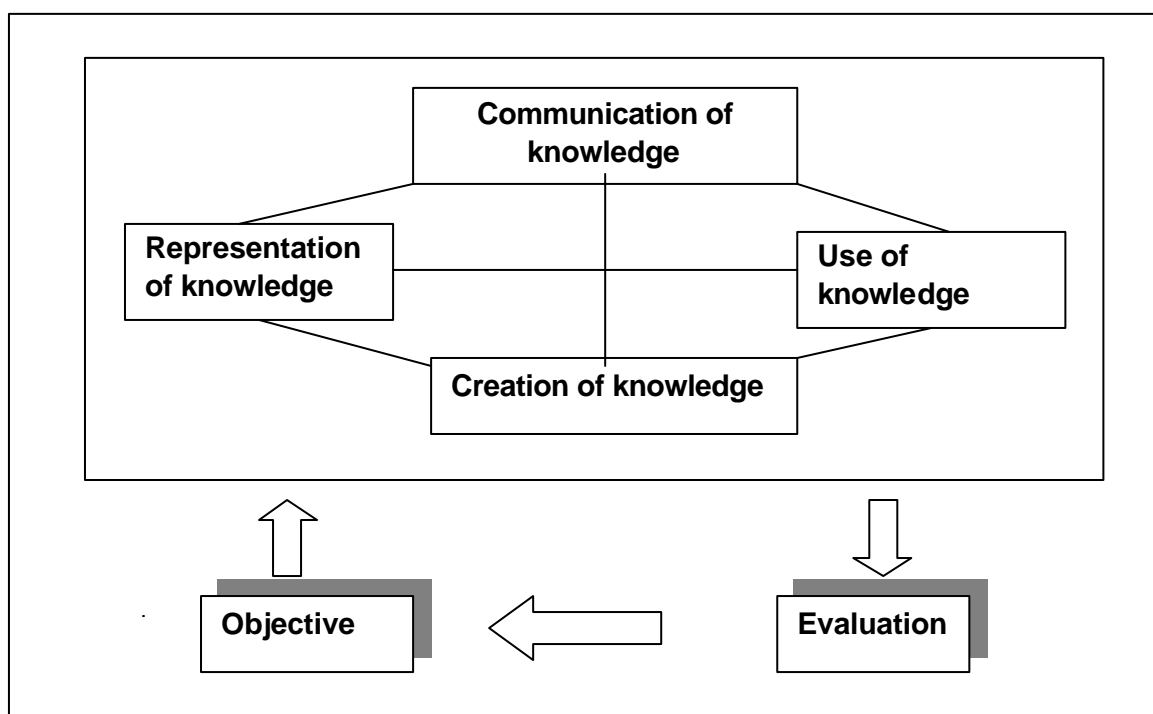 Communication of
knowledge
Representation
of knowledge
Use of
knowledge
Creation of knowledge
Objective
Evaluation